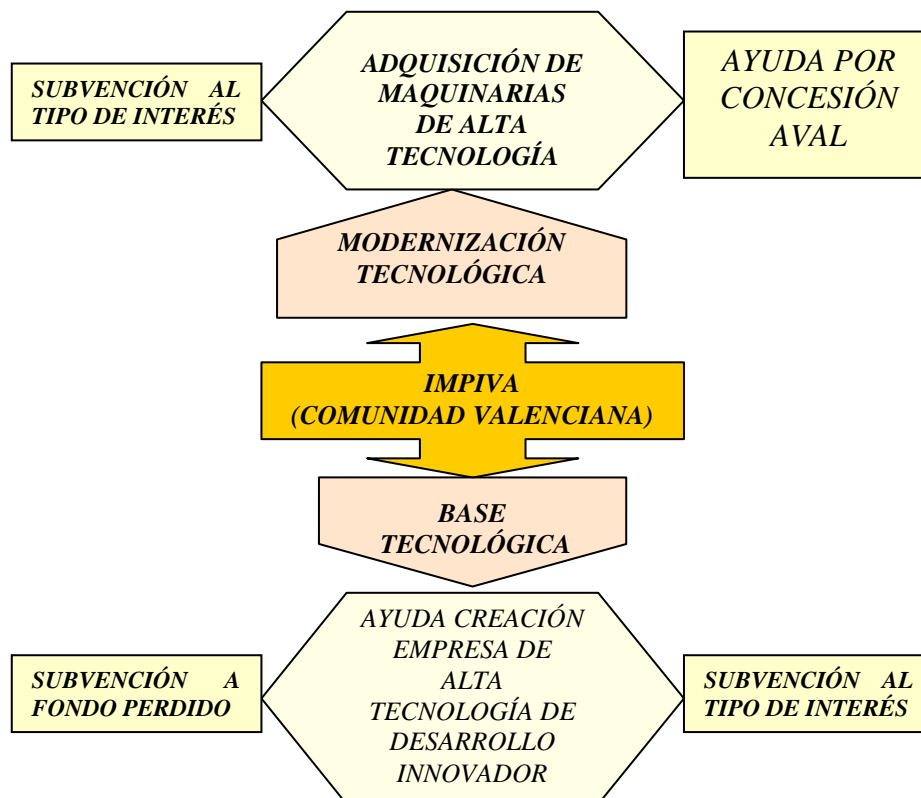 ADQUISICIÓN DE
MAQUINARIAS
DE ALTA
TECNOLOGÍA
SUBVENCIÓN AL
TIPO DE INTERÉS
AYUDA POR
CONCESIÓN
AVAL
MODERNIZACIÓN
TECNOLÓGICA
IMPIVA
(COMUNIDAD VALENCIANA)
BASE
TECNOLÓGICA
AYUDA CREACIÓN
EMPRESA DE
ALTA
TECNOLOGÍA DE
DESARROLLO
INNOVADOR
SUBVENCIÓN A
FONDO PERDIDO
SUBVENCIÓN AL
TIPO DE INTERÉS